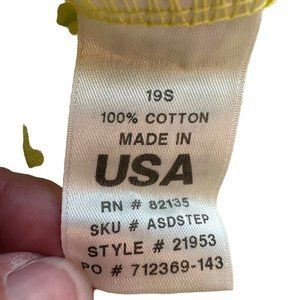 19S
100% COTTON
MADE IN
USA
RN # 82135
SKU # ASDSTEP
STYLE # 21953
PO # 712369-143